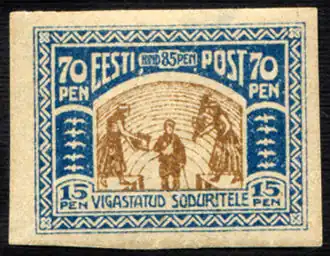 70 EESTI HIND 85 PEN POST 70
PEN PEN
15 VIGASTATUD SÕDURITELE 15
PEN PEN